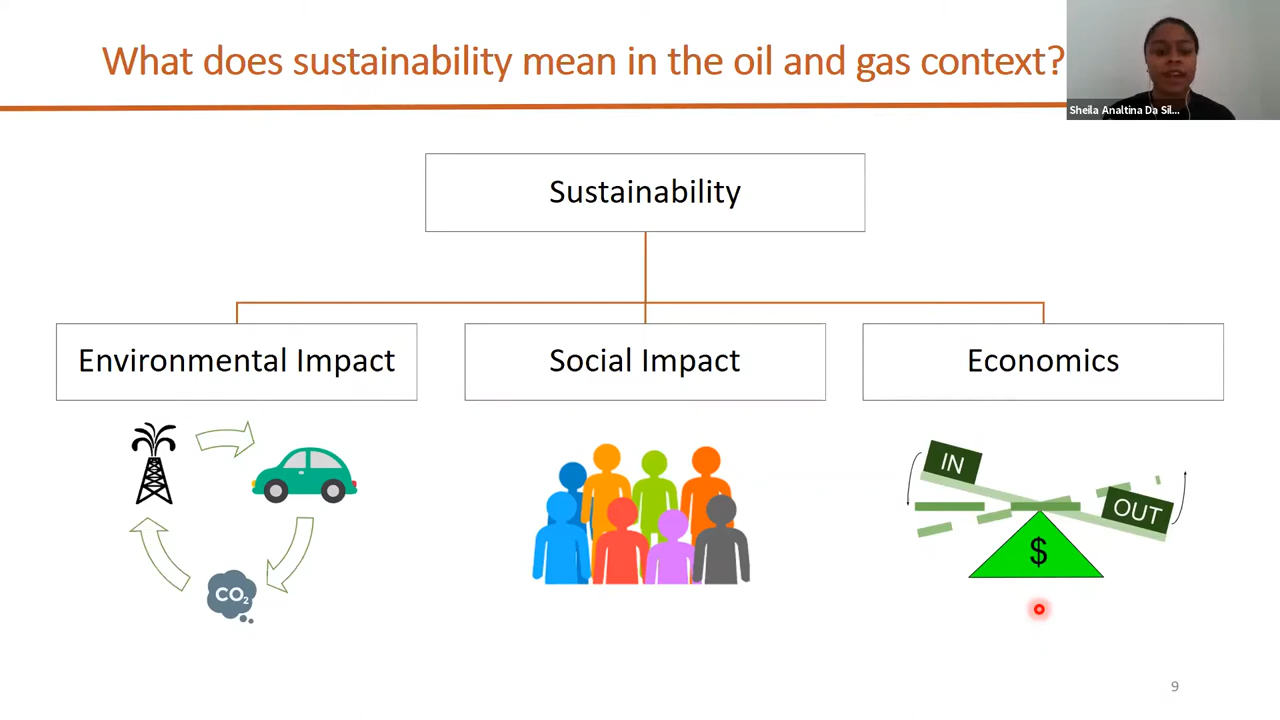 What does sustainability mean in the oil and gas context?
Sheila Analtina Da Sil...
Sustainability
Environmental Impact
Social Impact
Economics
IN
OUT
$
CO₂
9